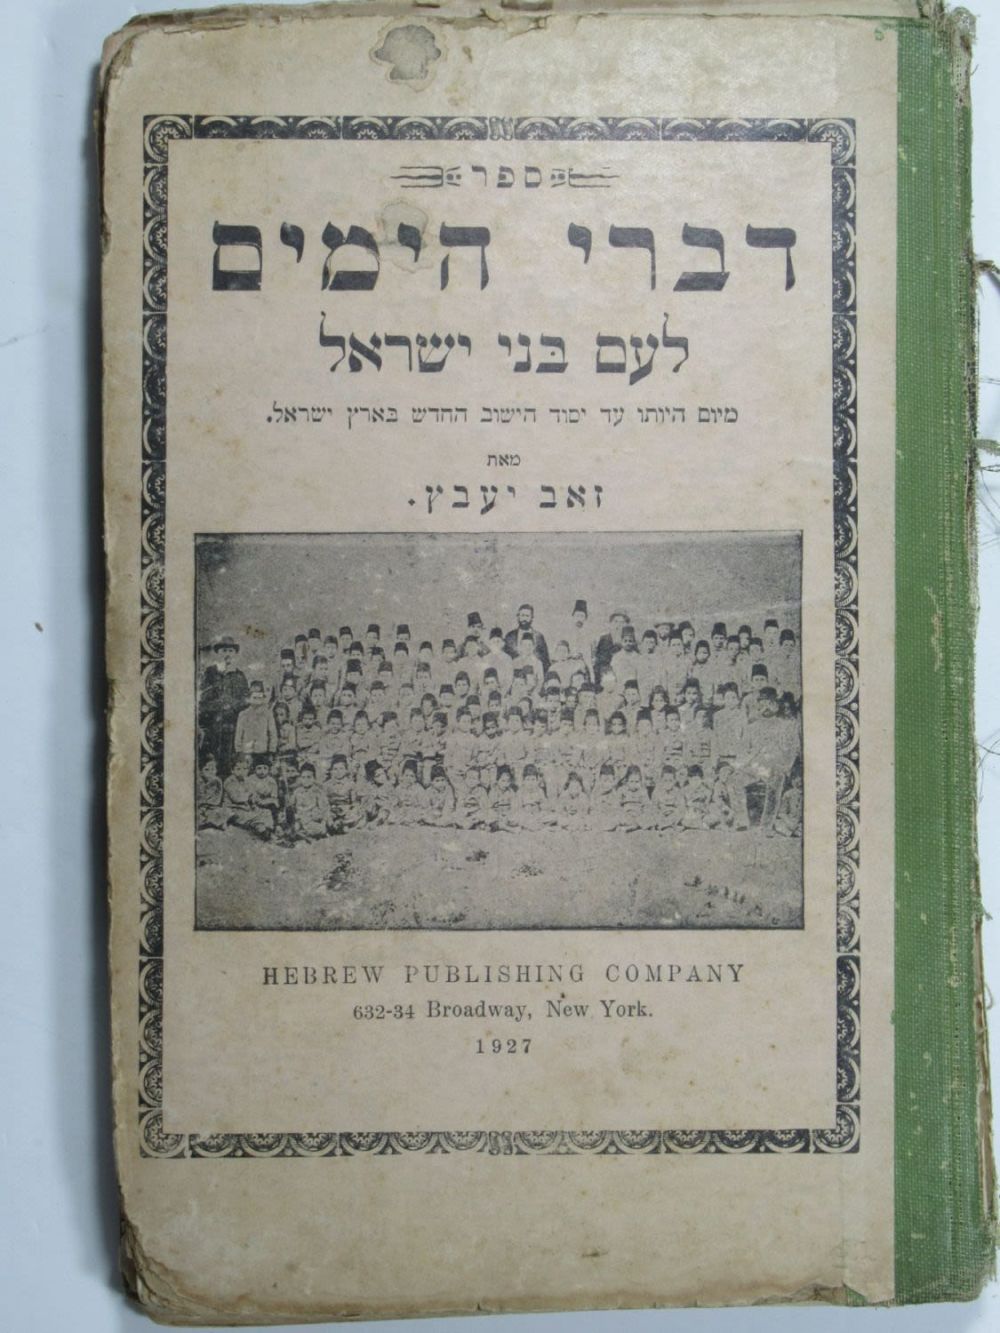 ספר
דברי הימים
לעם בני ישראל
מיום היותו עד יסוד הישוב החדש בארץ ישראל.
מאת
זאב יעבץ.
HEBREW PUBLISHING COMPANY
632-34 Broadway, New York.
1927